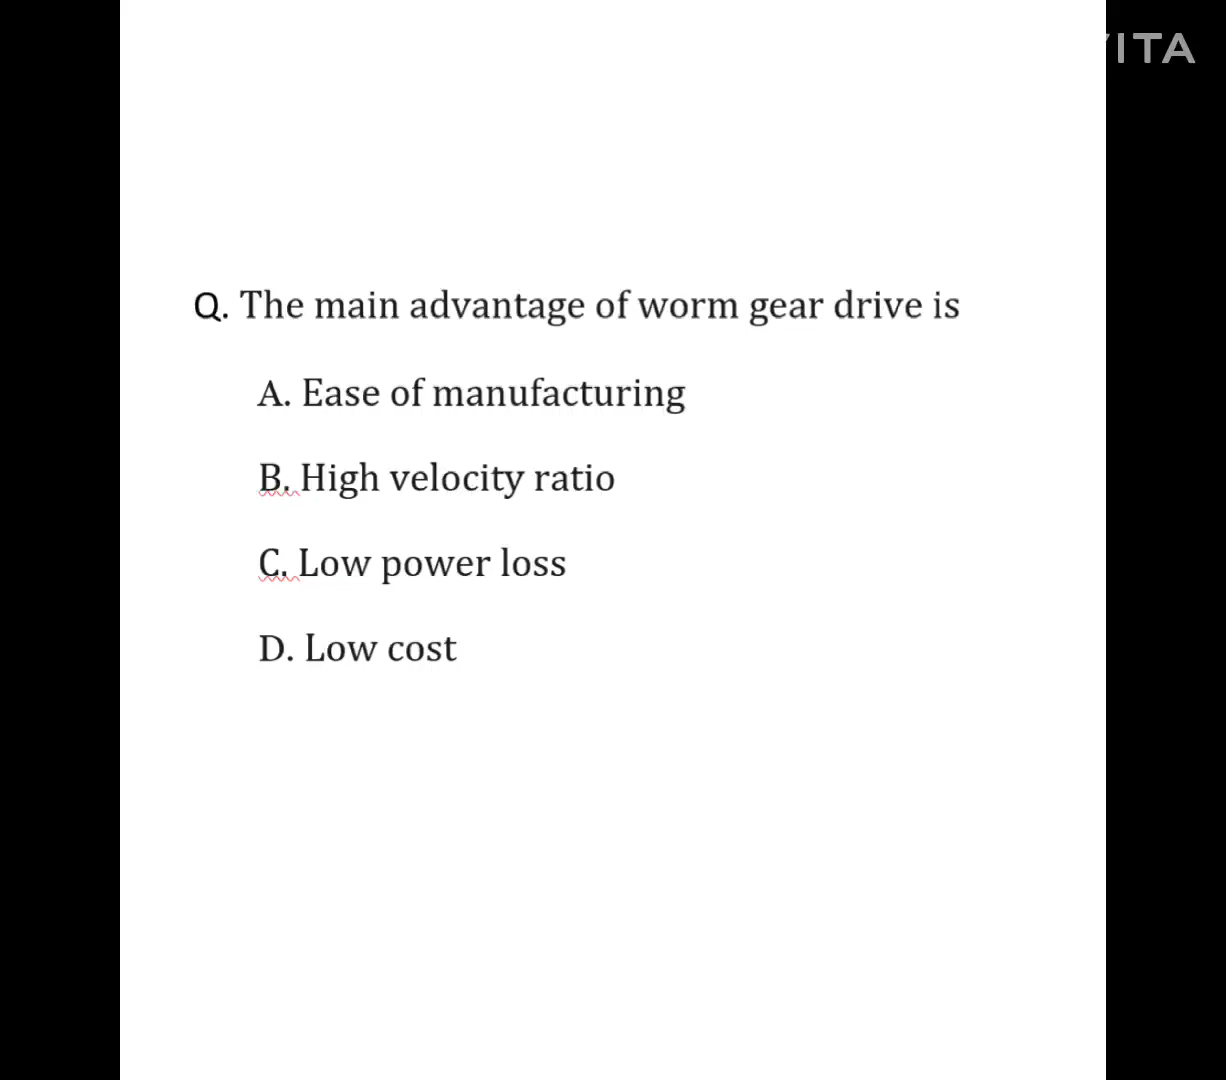 ITA
Q. The main advantage of worm gear drive is
A. Ease of manufacturing
B. High velocity ratio
C. Low power loss
D. Low cost